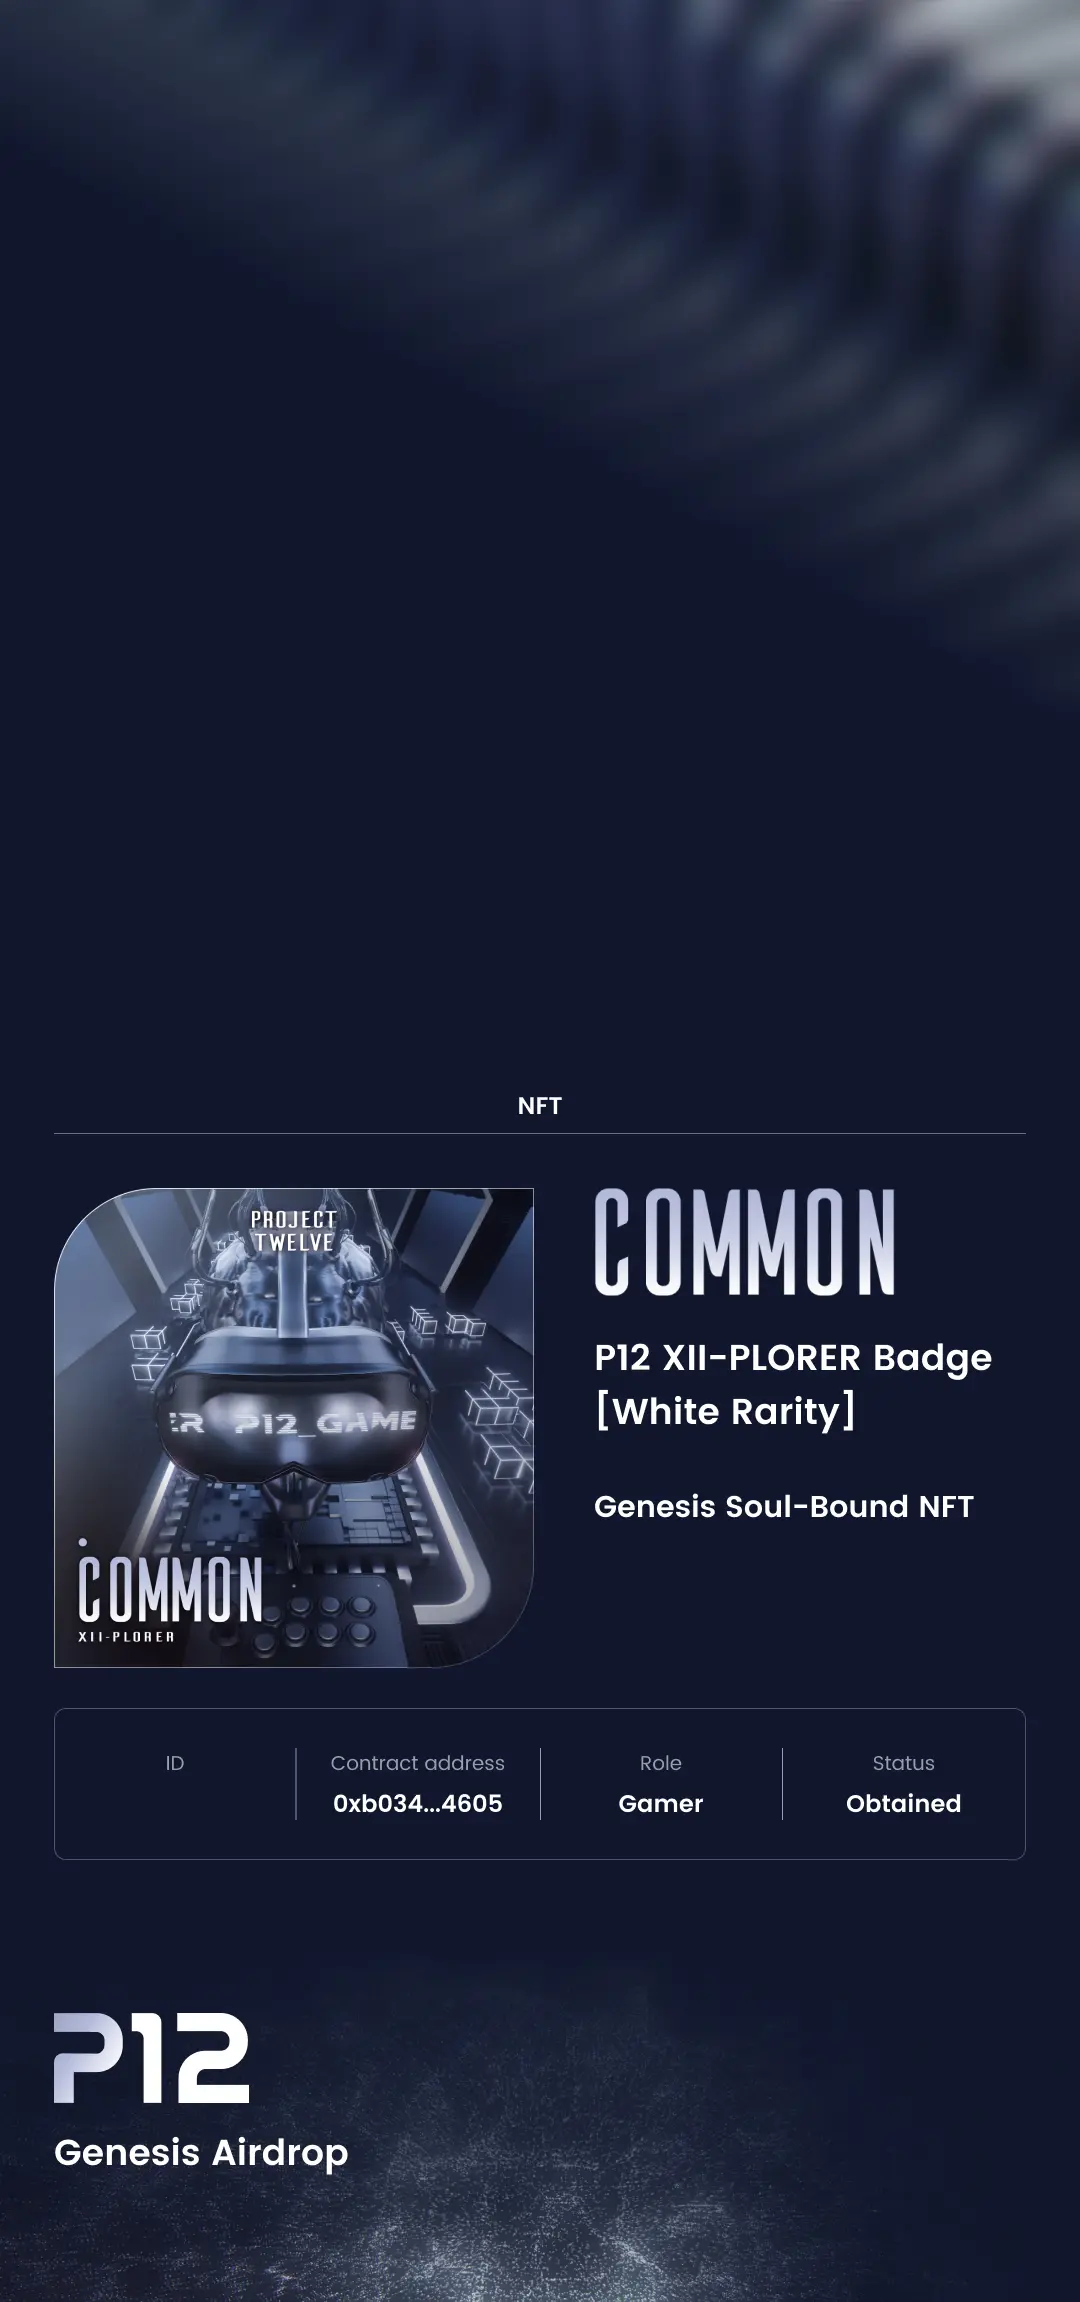 NFT
PROJECT
TWELVE
ER P12_GAME
COMMON
XII-PLORER
COMMON
P12 XII-PLORER Badge
[White Rarity]
Genesis Soul-Bound NFT
ID
Contract address
0xb034...4605
Role
Gamer
Status
Obtained
P12
Genesis Airdrop